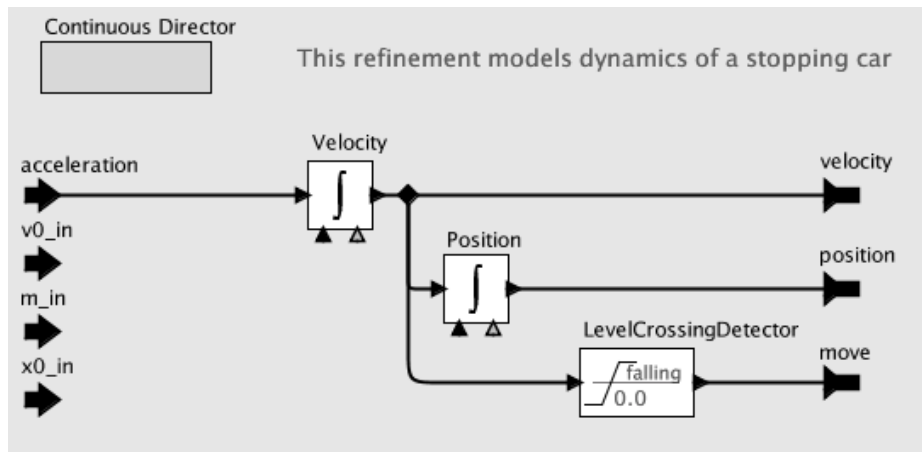 Continuous Director
This refinement models dynamics of a stopping car
Velocity
acceleration
velocity
v0_in
Position
position
m_in
LevelCrossingDetector
move
x0_in
falling
0.0